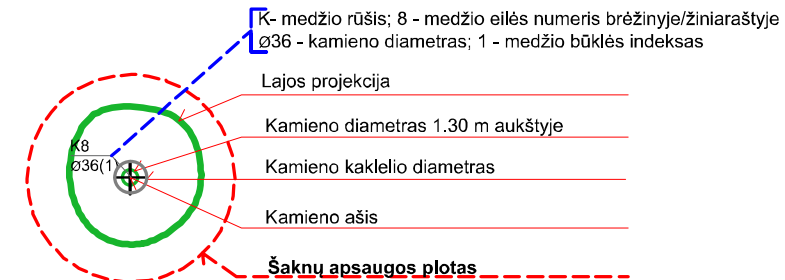 K- medžio rūšis; 8 - medžio eilės numeris brėžinyje/žiniaraštyje
Ø36 - kamieno diametras; 1 - medžio būklės indeksas
Lajos projekcija
Kamieno diametras 1.30 m aukštyje
K8
Ø36(1)
Kamieno kaklelio diametras
Kamieno ašis
Šaknų apsaugos plotas